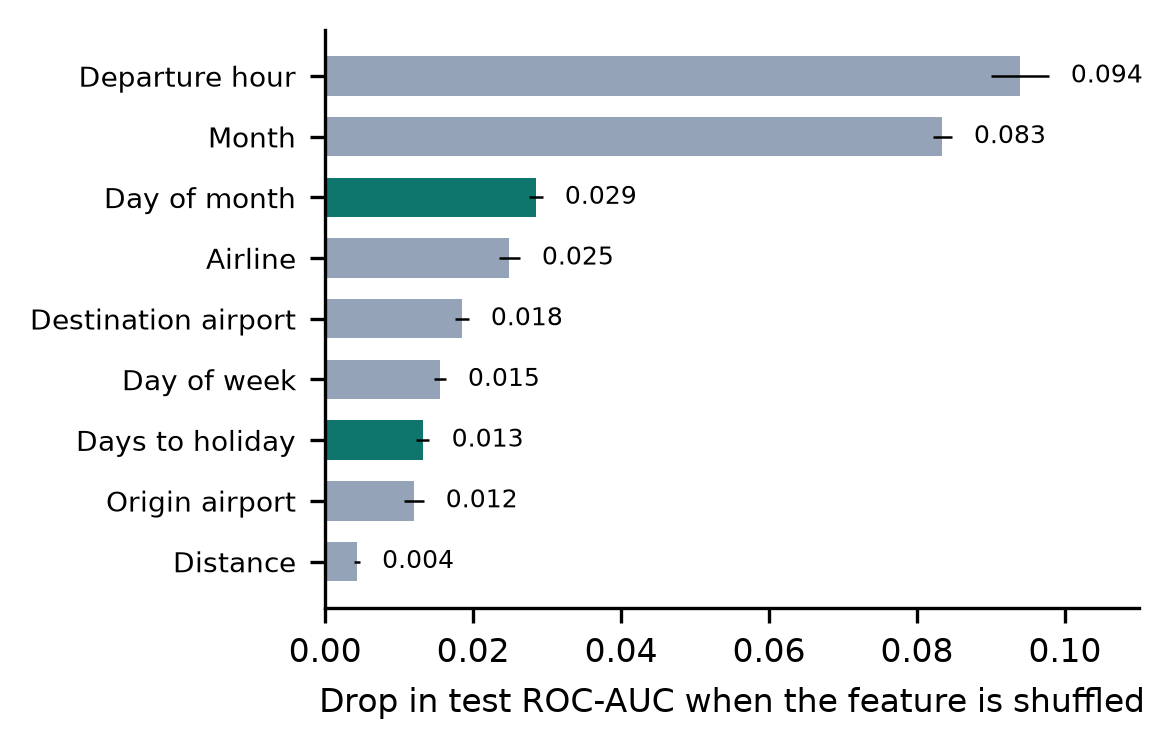 Departure hour 0.094
Month 0.083
Day of month 0.029
Airline 0.025
Destination airport 0.018
Day of week 0.015
Days to holiday 0.013
Origin airport 0.012
Distance 0.004
0.00 0.02 0.04 0.06 0.08 0.10
Drop in test ROC-AUC when the feature is shuffled